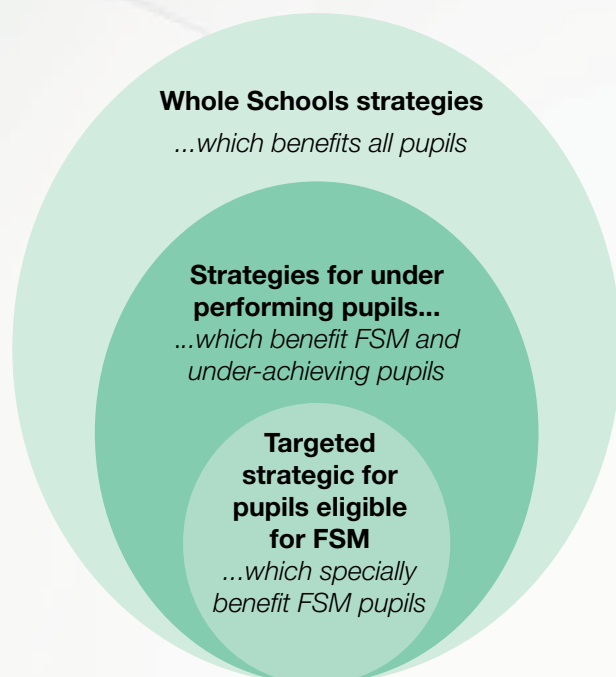 Whole Schools strategies
...which benefits all pupils
Strategies for under
performing pupils...
...which benefit FSM and
under-achieving pupils
Targeted
strategic for
pupils eligible
for FSM
...which specially
benefit FSM pupils